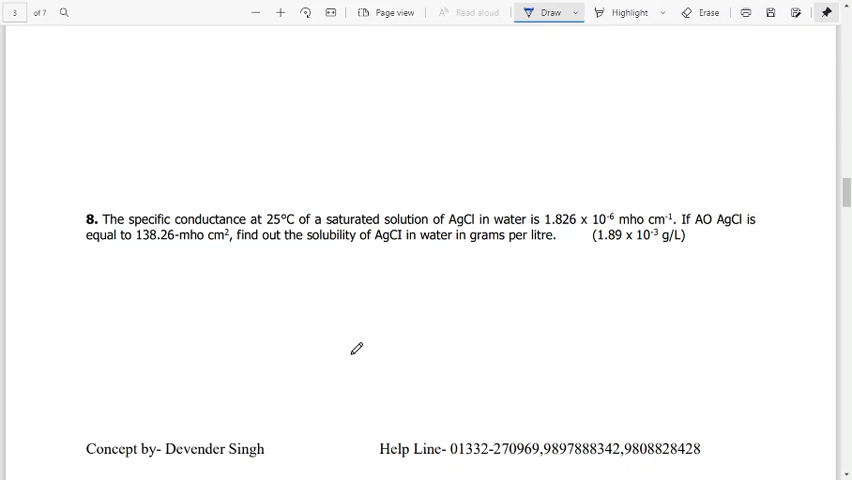 3 of 7 Page view Read aloud Draw Highlight Erase
8. The specific conductance at 25°C of a saturated solution of AgCl in water is 1.826 x 10⁻⁶ mho cm⁻¹. If AO AgCl is
equal to 138.26-mho cm², find out the solubility of AgCI in water in grams per litre. (1.89 x 10⁻³ g/L)
Concept by- Devender Singh Help Line- 01332-270969,9897888342,9808828428